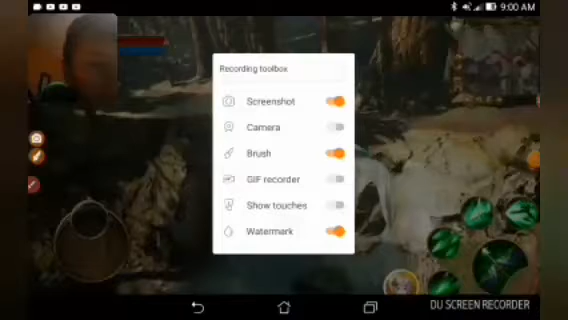 9:00 AM
Recording toolbox
Screenshot
Camera
Brush
GIF recorder
Show touches
Watermark
DU SCREEN RECORDER